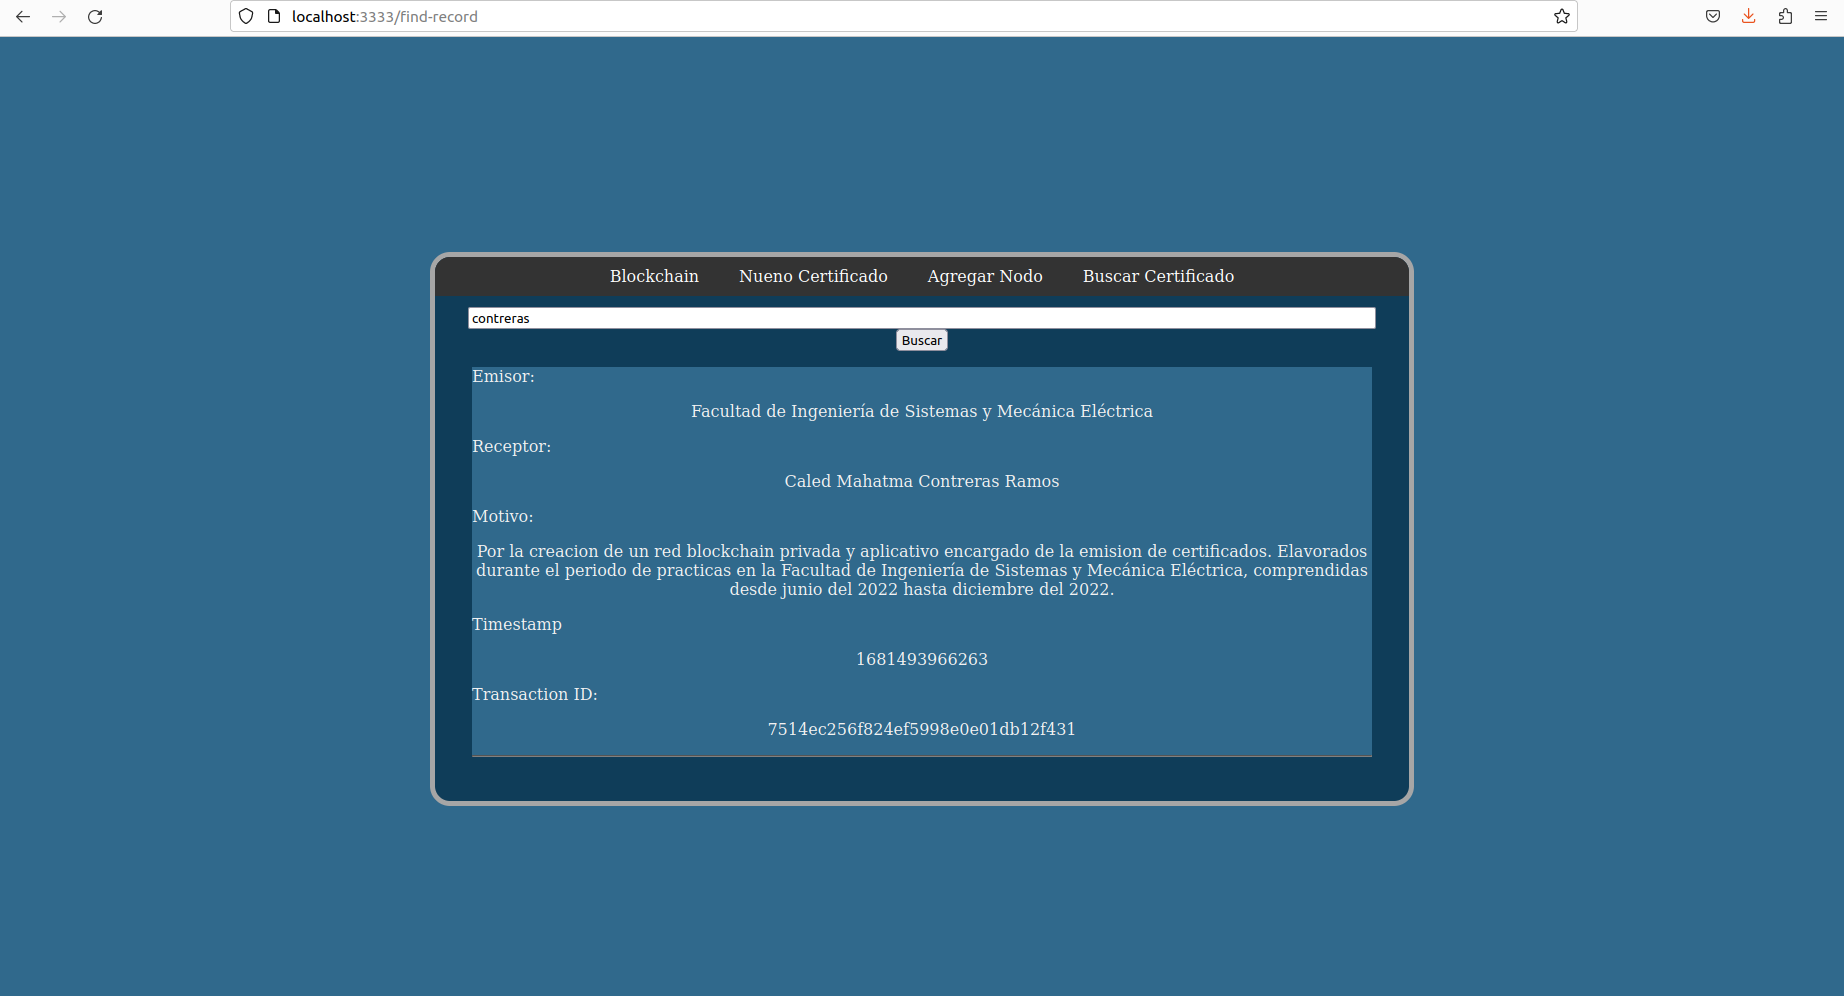 localhost:3333/find-record
Blockchain Nueno Certificado Agregar Nodo Buscar Certificado
contreras
Buscar
Emisor:
Facultad de Ingeniería de Sistemas y Mecánica Eléctrica
Receptor:
Caled Mahatma Contreras Ramos
Motivo:
Por la creacion de un red blockchain privada y aplicativo encargado de la emision de certificados. Elavorados
durante el periodo de practicas en la Facultad de Ingeniería de Sistemas y Mecánica Eléctrica, comprendidas
desde junio del 2022 hasta diciembre del 2022.
Timestamp
1681493966263
Transaction ID:
7514ec256f824ef5998e0e01db12f431